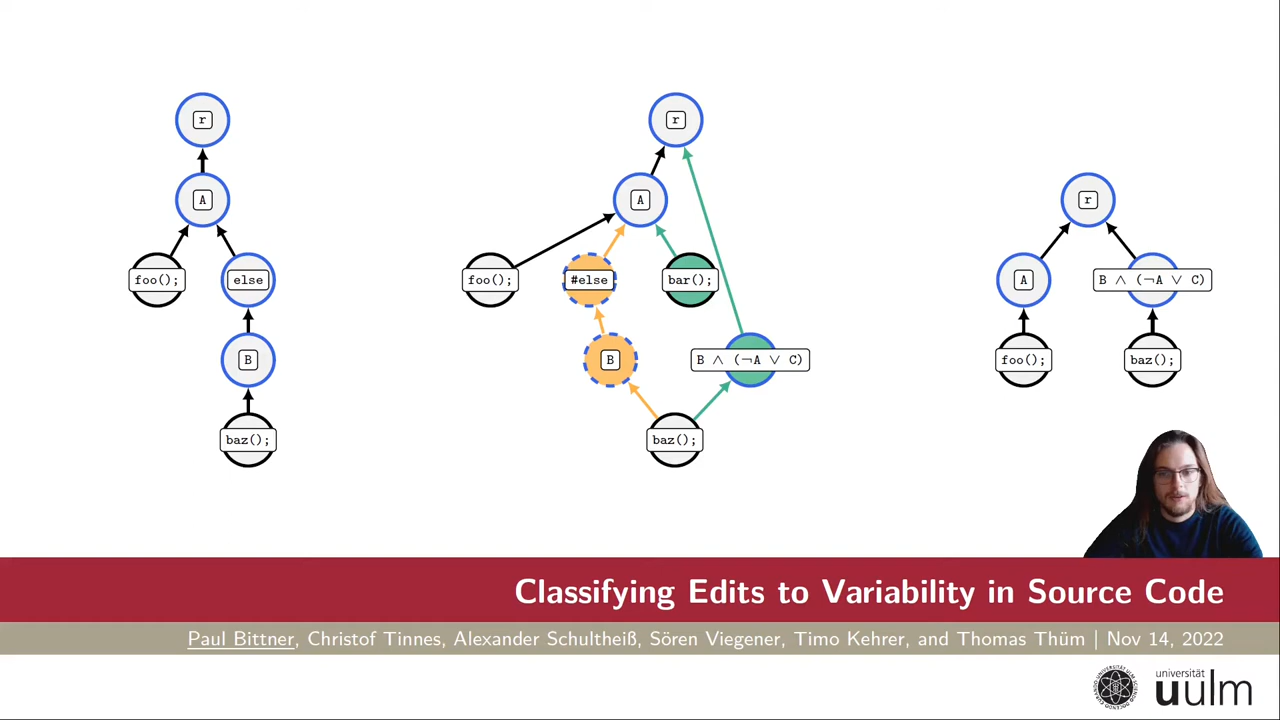 r
A
foo();
else
B
baz();
r
A
foo();
#else
bar();
B
B ∧ (¬A ∨ C)
baz();
r
A
B ∧ (¬A ∨ C)
foo();
baz();
Classifying Edits to Variability in Source Code
Paul Bittner, Christof Tinnes, Alexander Schultheiß, Sören Viegener, Timo Kehrer, and Thomas Thüm | Nov 14, 2022
universität
uulm